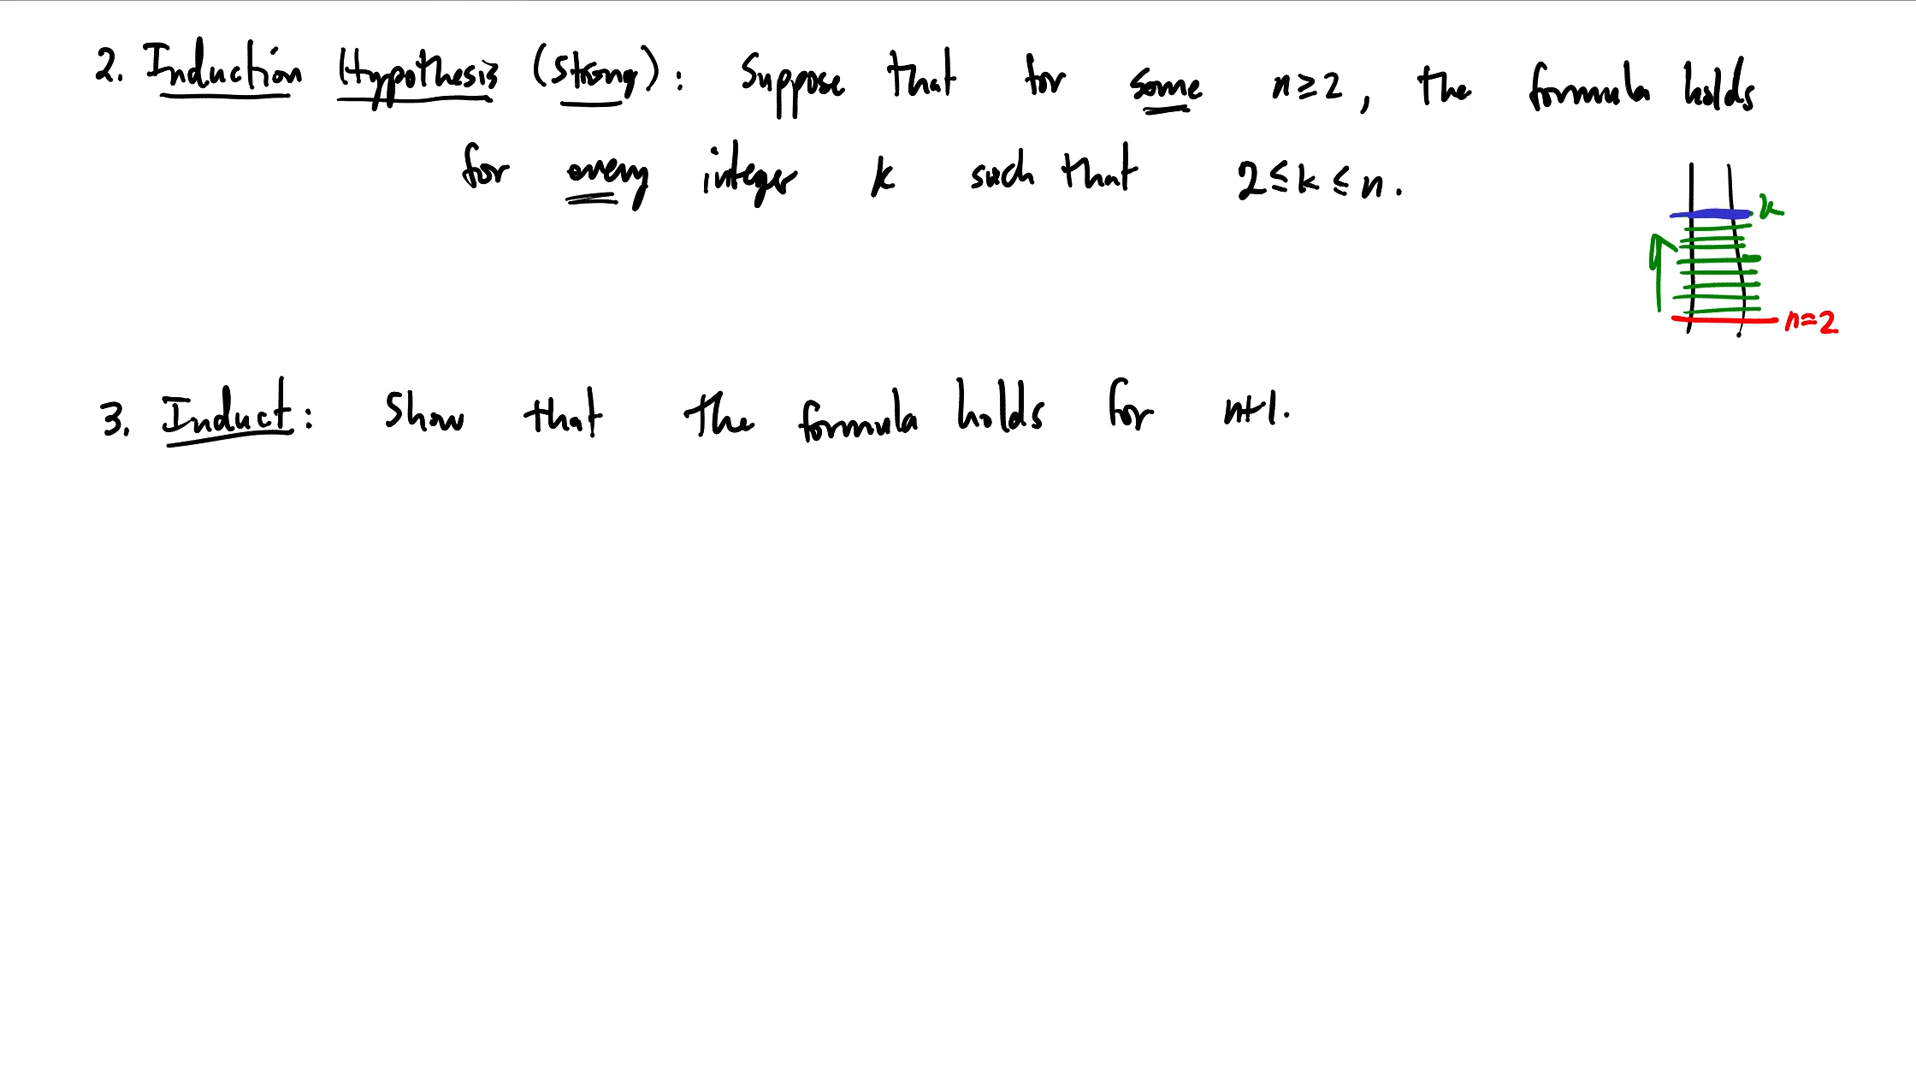 2. Induction Hypothesis (Strong): Suppose that for some n ≥ 2, the formula holds
for every integer k such that 2 ≤ k ≤ n.
k
n=2
3. Induct: Show that the formula holds for n+1.